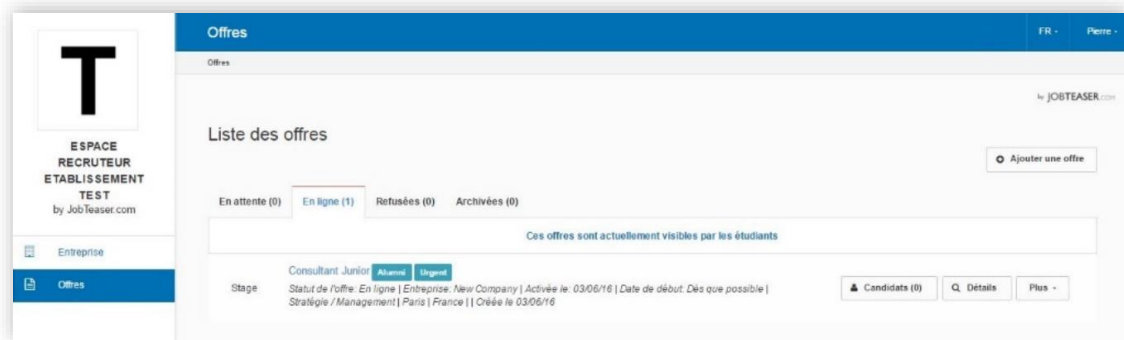 Offres
FR
Pierre
Offres
by JOBTEASER.com
T
ESPACE
RECRUTEUR
ETABLISSEMENT
TEST
by JobTeaser.com
Entreprise
Offres
Liste des offres
Ajouter une offre
En attente (0) En ligne (1) Refusées (0) Archivées (0)
Ces offres sont actuellement visibles par les étudiants
Stage
Consultant Junior Alumni Urgent
Statut de l'offre: En ligne | Entreprise: New Company | Activée le: 03/06/16 | Date de début: Dès que possible |
Stratégie / Management | Paris | France | | Créée le 03/06/16
Candidats (0) Détails Plus